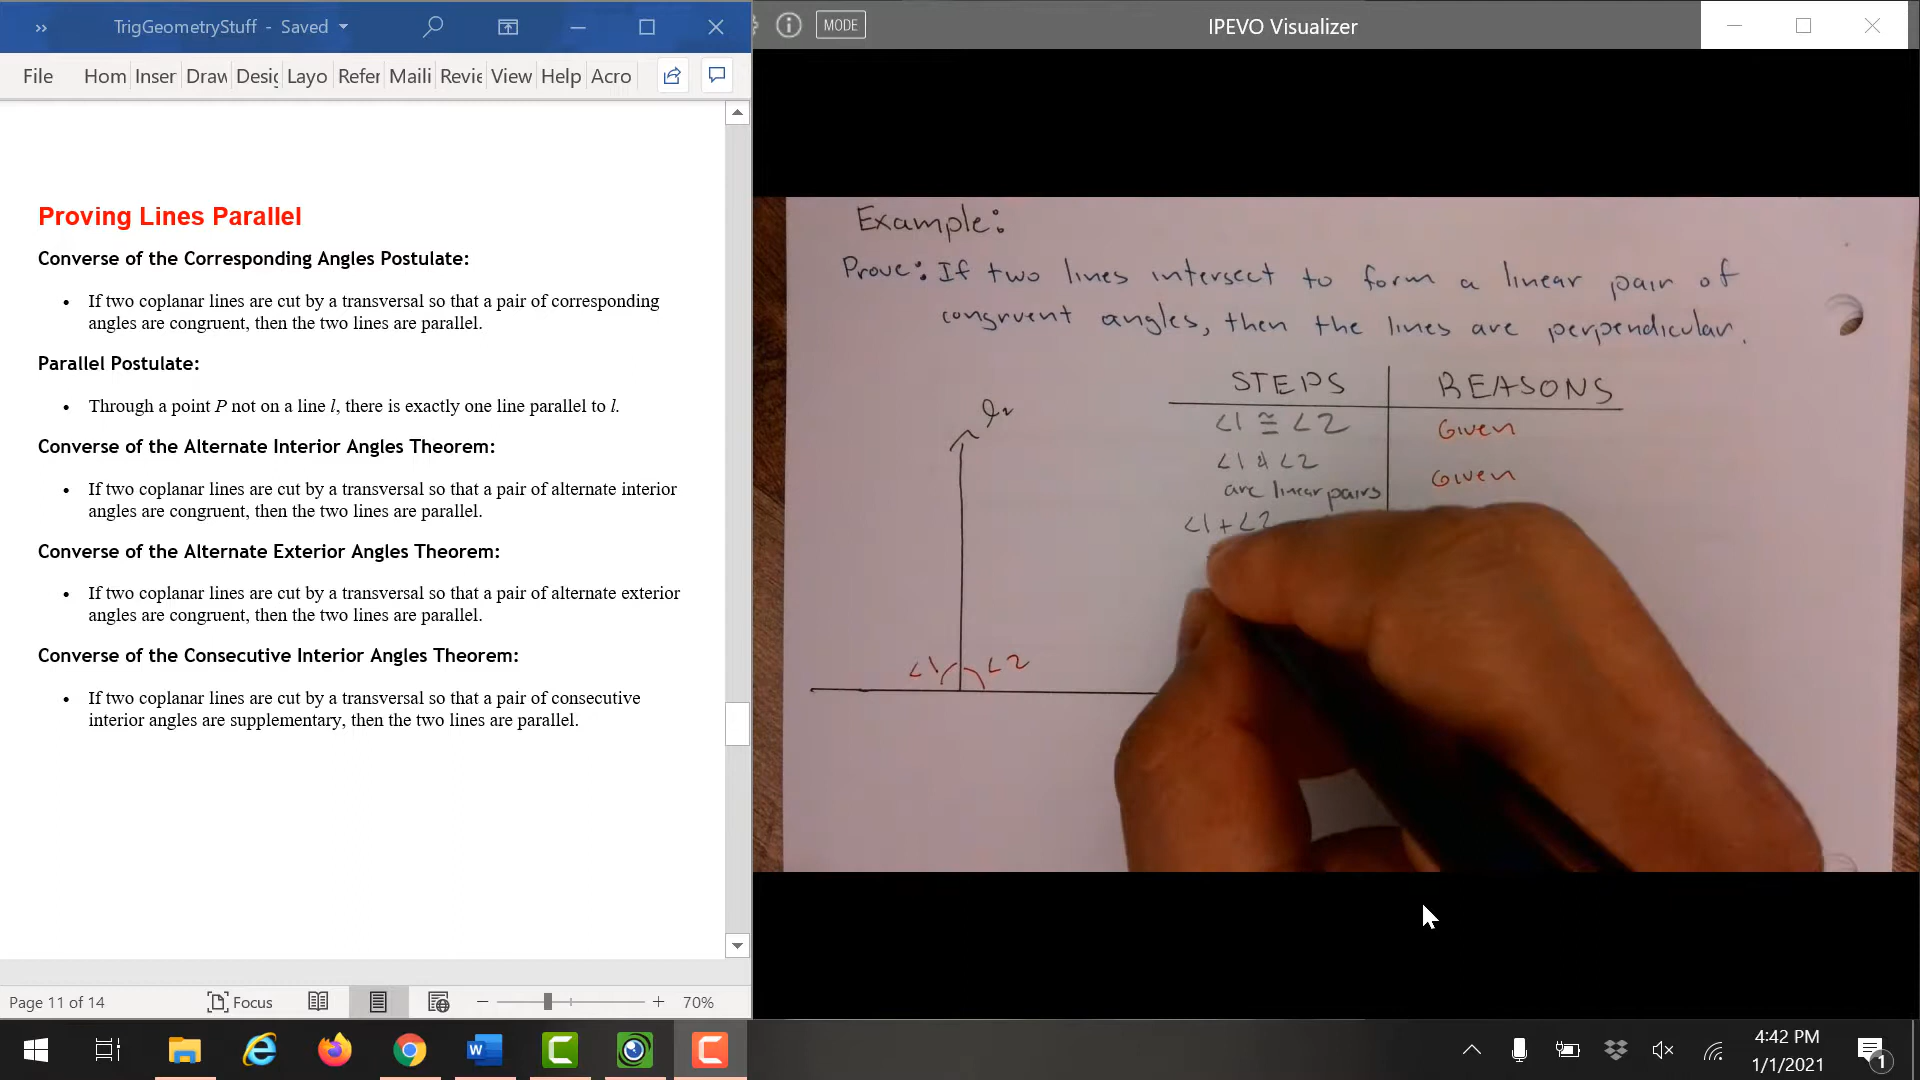 TrigGeometryStuff - Saved
File Hom Inser Draw Desig Layo Refer Maili Revie View Help Acro
Proving Lines Parallel
Converse of the Corresponding Angles Postulate:
• If two coplanar lines are cut by a transversal so that a pair of corresponding
angles are congruent, then the two lines are parallel.
Parallel Postulate:
• Through a point P not on a line l, there is exactly one line parallel to l.
Converse of the Alternate Interior Angles Theorem:
• If two coplanar lines are cut by a transversal so that a pair of alternate interior
angles are congruent, then the two lines are parallel.
Converse of the Alternate Exterior Angles Theorem:
• If two coplanar lines are cut by a transversal so that a pair of alternate exterior
angles are congruent, then the two lines are parallel.
Converse of the Consecutive Interior Angles Theorem:
• If two coplanar lines are cut by a transversal so that a pair of consecutive
interior angles are supplementary, then the two lines are parallel.
Page 11 of 14 Focus 70%
MODE IPEVO Visualizer
Example:
Prove: If two lines intersect to form a linear pair of
congruent angles, then the lines are perpendicular.
STEPS REASONS
∠1 ≅ ∠2 Given
∠1 & ∠2
are linear pairs Given
∠1 + ∠2
l₂
∠1 ∠2
4:42 PM
1/1/2021
1